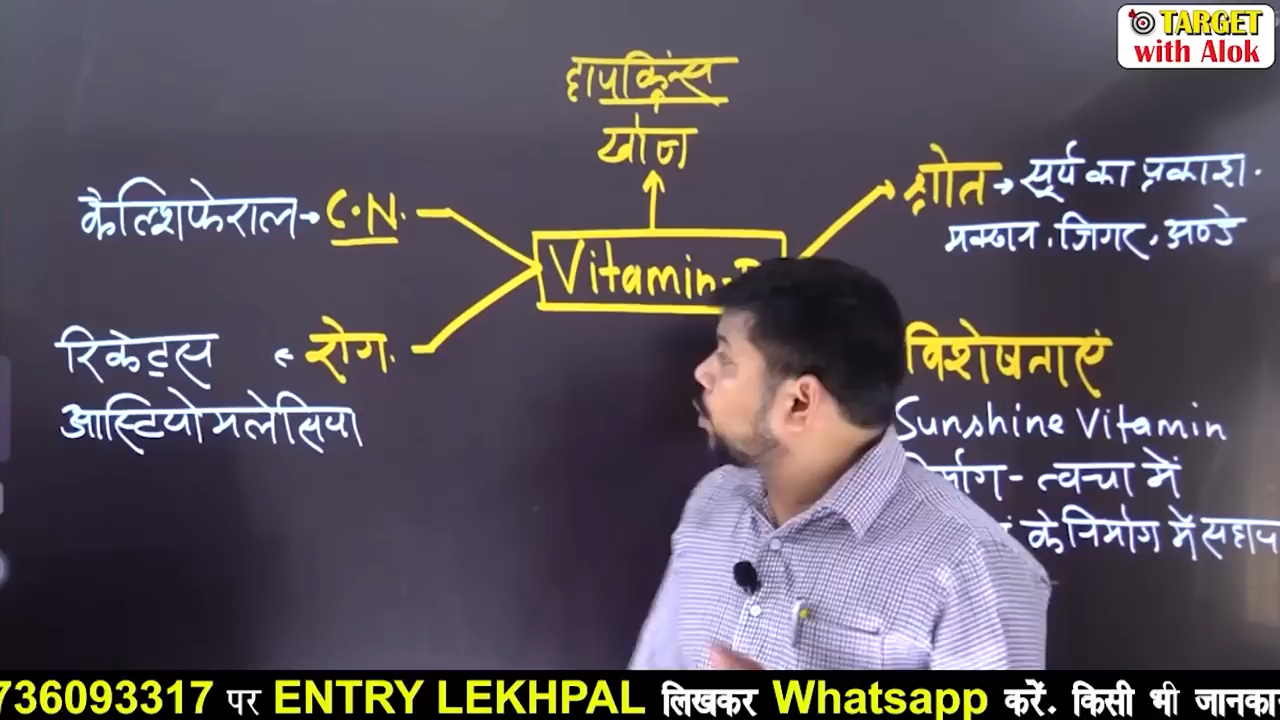 TARGET
with Alok
हापकिंस
खोज
कैल्शिफेराल → C.N.
Vitamin-
श्रोत → सूर्य का प्रकाश.
मक्खन, जिगर, अण्डे
रिकेट्स ← रोग.
आस्टियोमलेसिया
विशेषताएं
Sunshine Vitamin
त्वचा में
के निर्माण में सहाय
736093317 पर ENTRY LEKHPAL लिखकर Whatsapp करें. किसी भी जानका